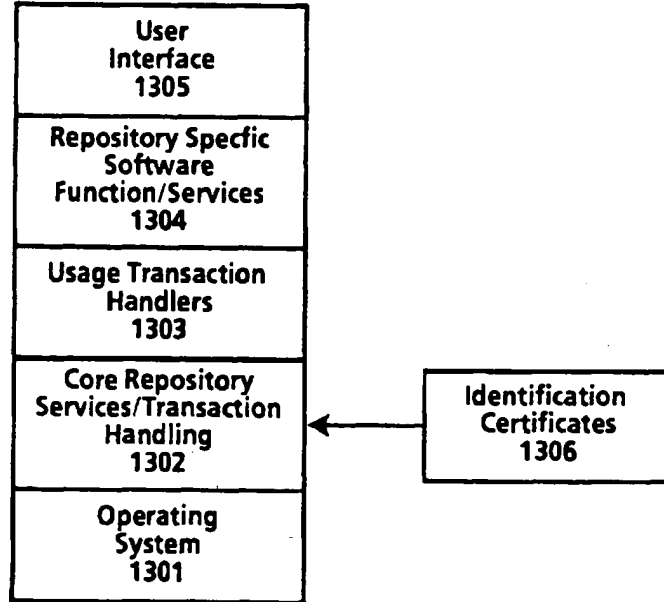 User
Interface
1305
Repository Specfic
Software
Function/Services
1304
Usage Transaction
Handlers
1303
Core Repository
Services/Transaction
Handling
1302
Identification
Certificates
1306
Operating
System
1301